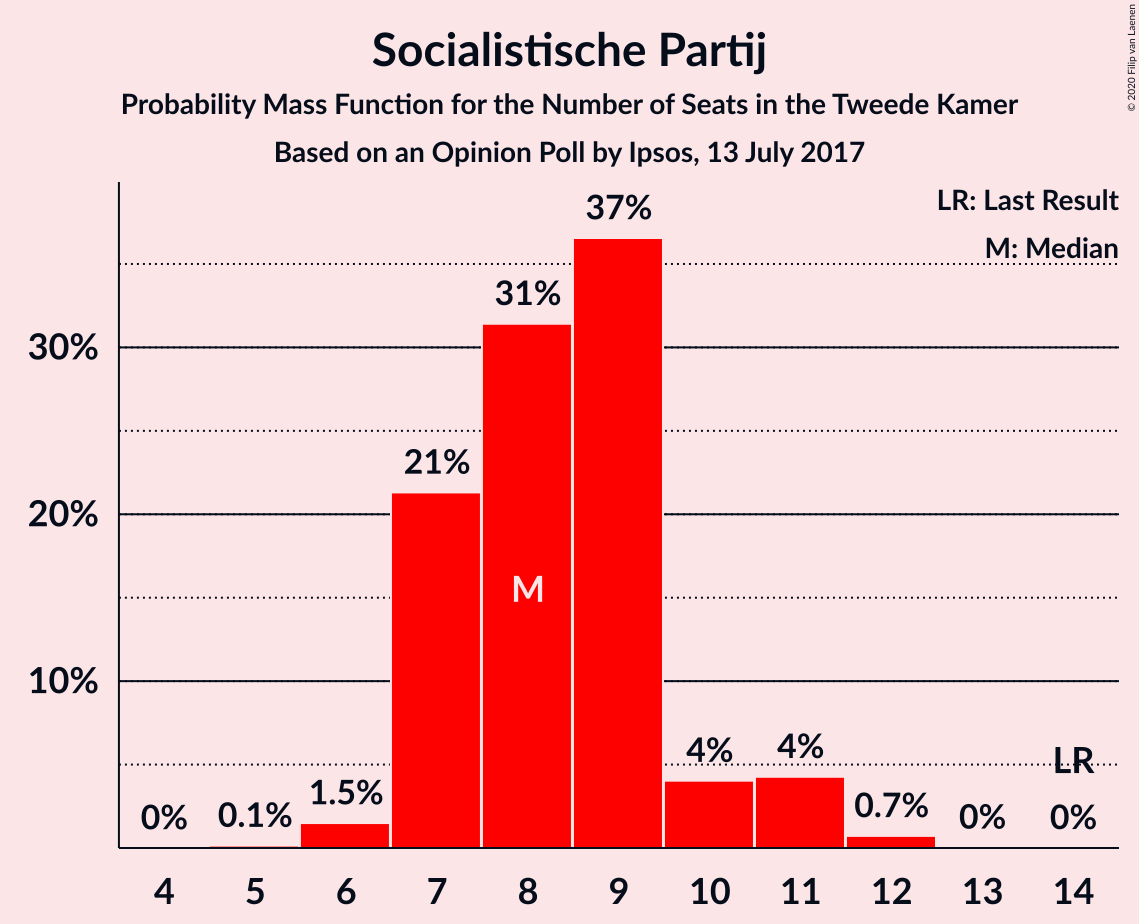 Socialistische Partij
Probability Mass Function for the Number of Seats in the Tweede Kamer
Based on an Opinion Poll by Ipsos, 13 July 2017
© 2020 Filip van Laenen
LR: Last Result
M: Median
37%
31%
30%
21%
20%
M
10%
4%
4%
LR
1.5%
0.7%
0%
0.1%
0%
0%
4 5 6 7 8 9 10 11 12 13 14